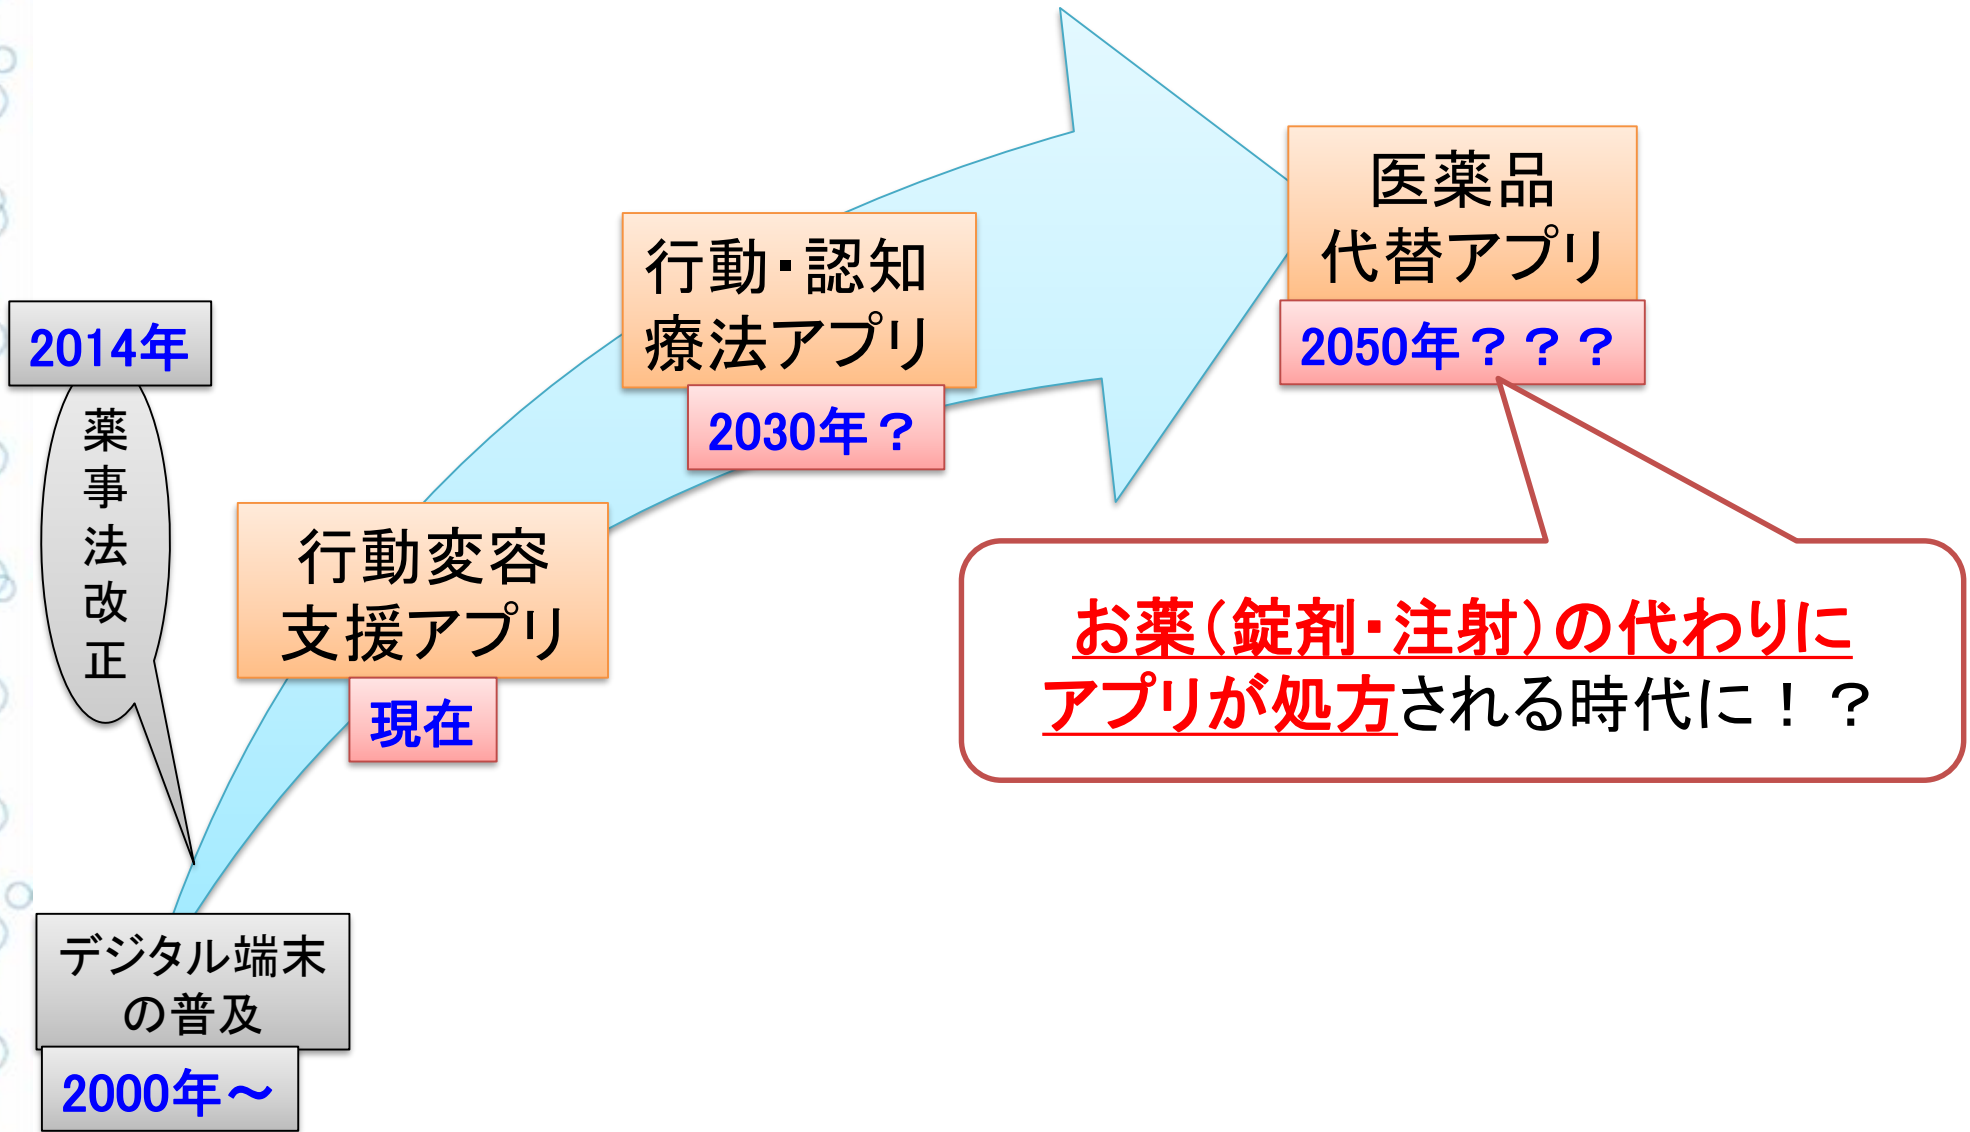 2014年
薬
事
法
改
正
デジタル端末
の普及
2000年～
行動変容
支援アプリ
現在
行動・認知
療法アプリ
2030年？
医薬品
代替アプリ
2050年？？？
お薬（錠剤・注射）の代わりに
アプリが処方される時代に！？